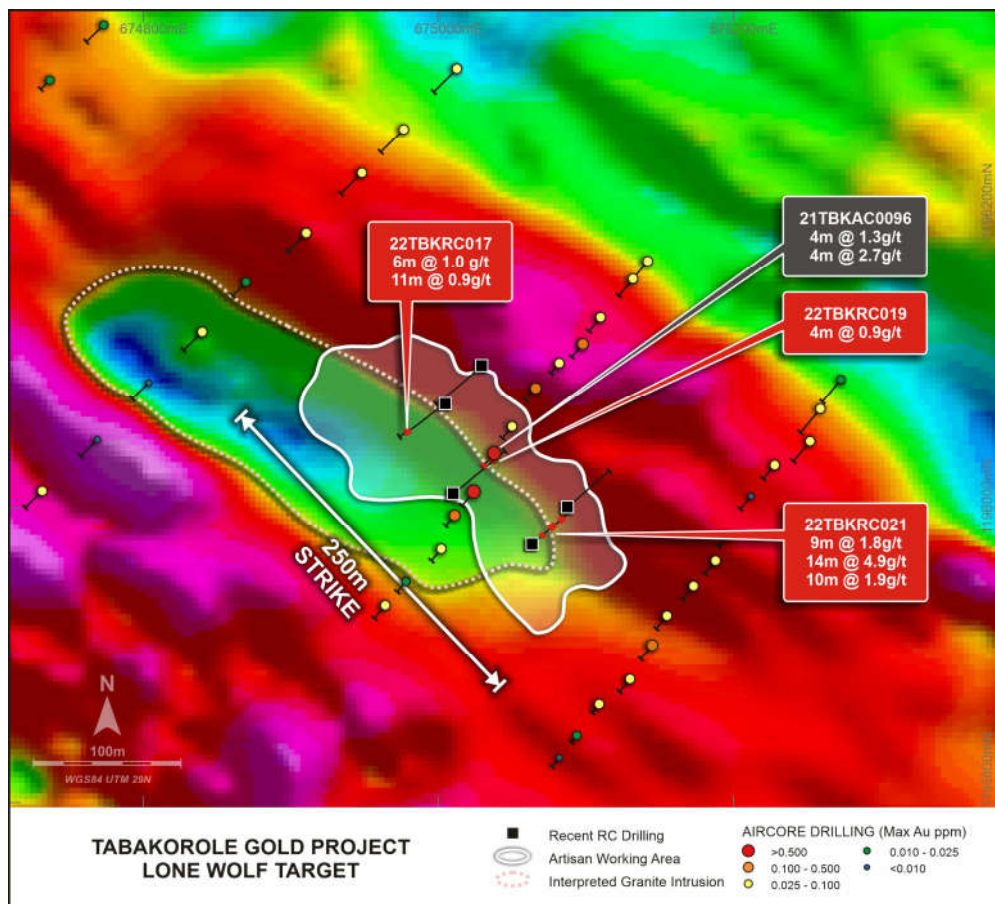 674800mE
675000mE
675200mE
1196200mN
21TBKAC0096
4m @ 1.3g/t
4m @ 2.7g/t
22TBKRC017
6m @ 1.0 g/t
11m @ 0.9g/t
22TBKRC019
4m @ 0.9g/t
1196000mN
22TBKRC021
9m @ 1.8g/t
14m @ 4.9g/t
10m @ 1.9g/t
250m
STRIKE
N
100m
WGS84 UTM 29N
TABAKOROLE GOLD PROJECT
LONE WOLF TARGET
Recent RC Drilling
Artisan Working Area
Interpreted Granite Intrusion
AIRCORE DRILLING (Max Au ppm)
>0.500
0.100 - 0.500
0.025 - 0.100
0.010 - 0.025
<0.010